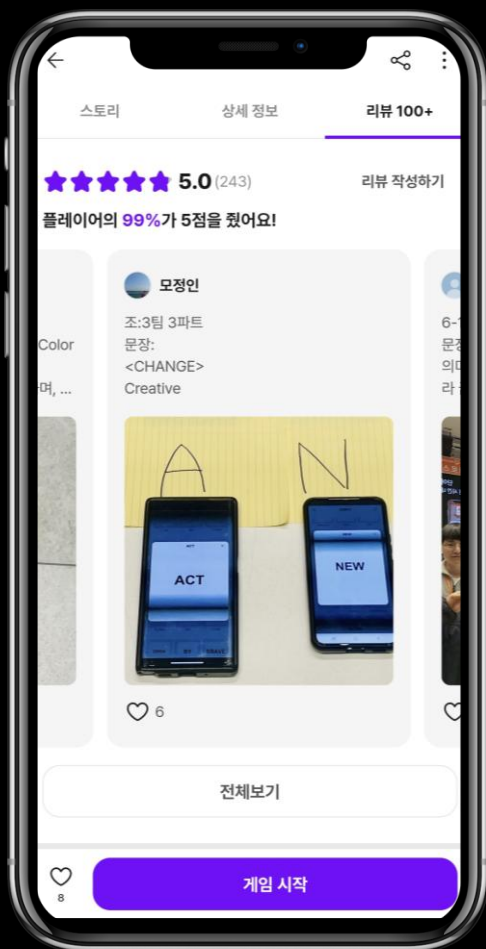 스토리 상세 정보 리뷰 100+
5.0 (243) 리뷰 작성하기
플레이어의 99%가 5점을 줬어요!
Color
며, ...
모정인
조:3팀 3파트
문장:
<CHANGE>
Creative
A N
ACT
NEW
6
전체보기
8
게임 시작